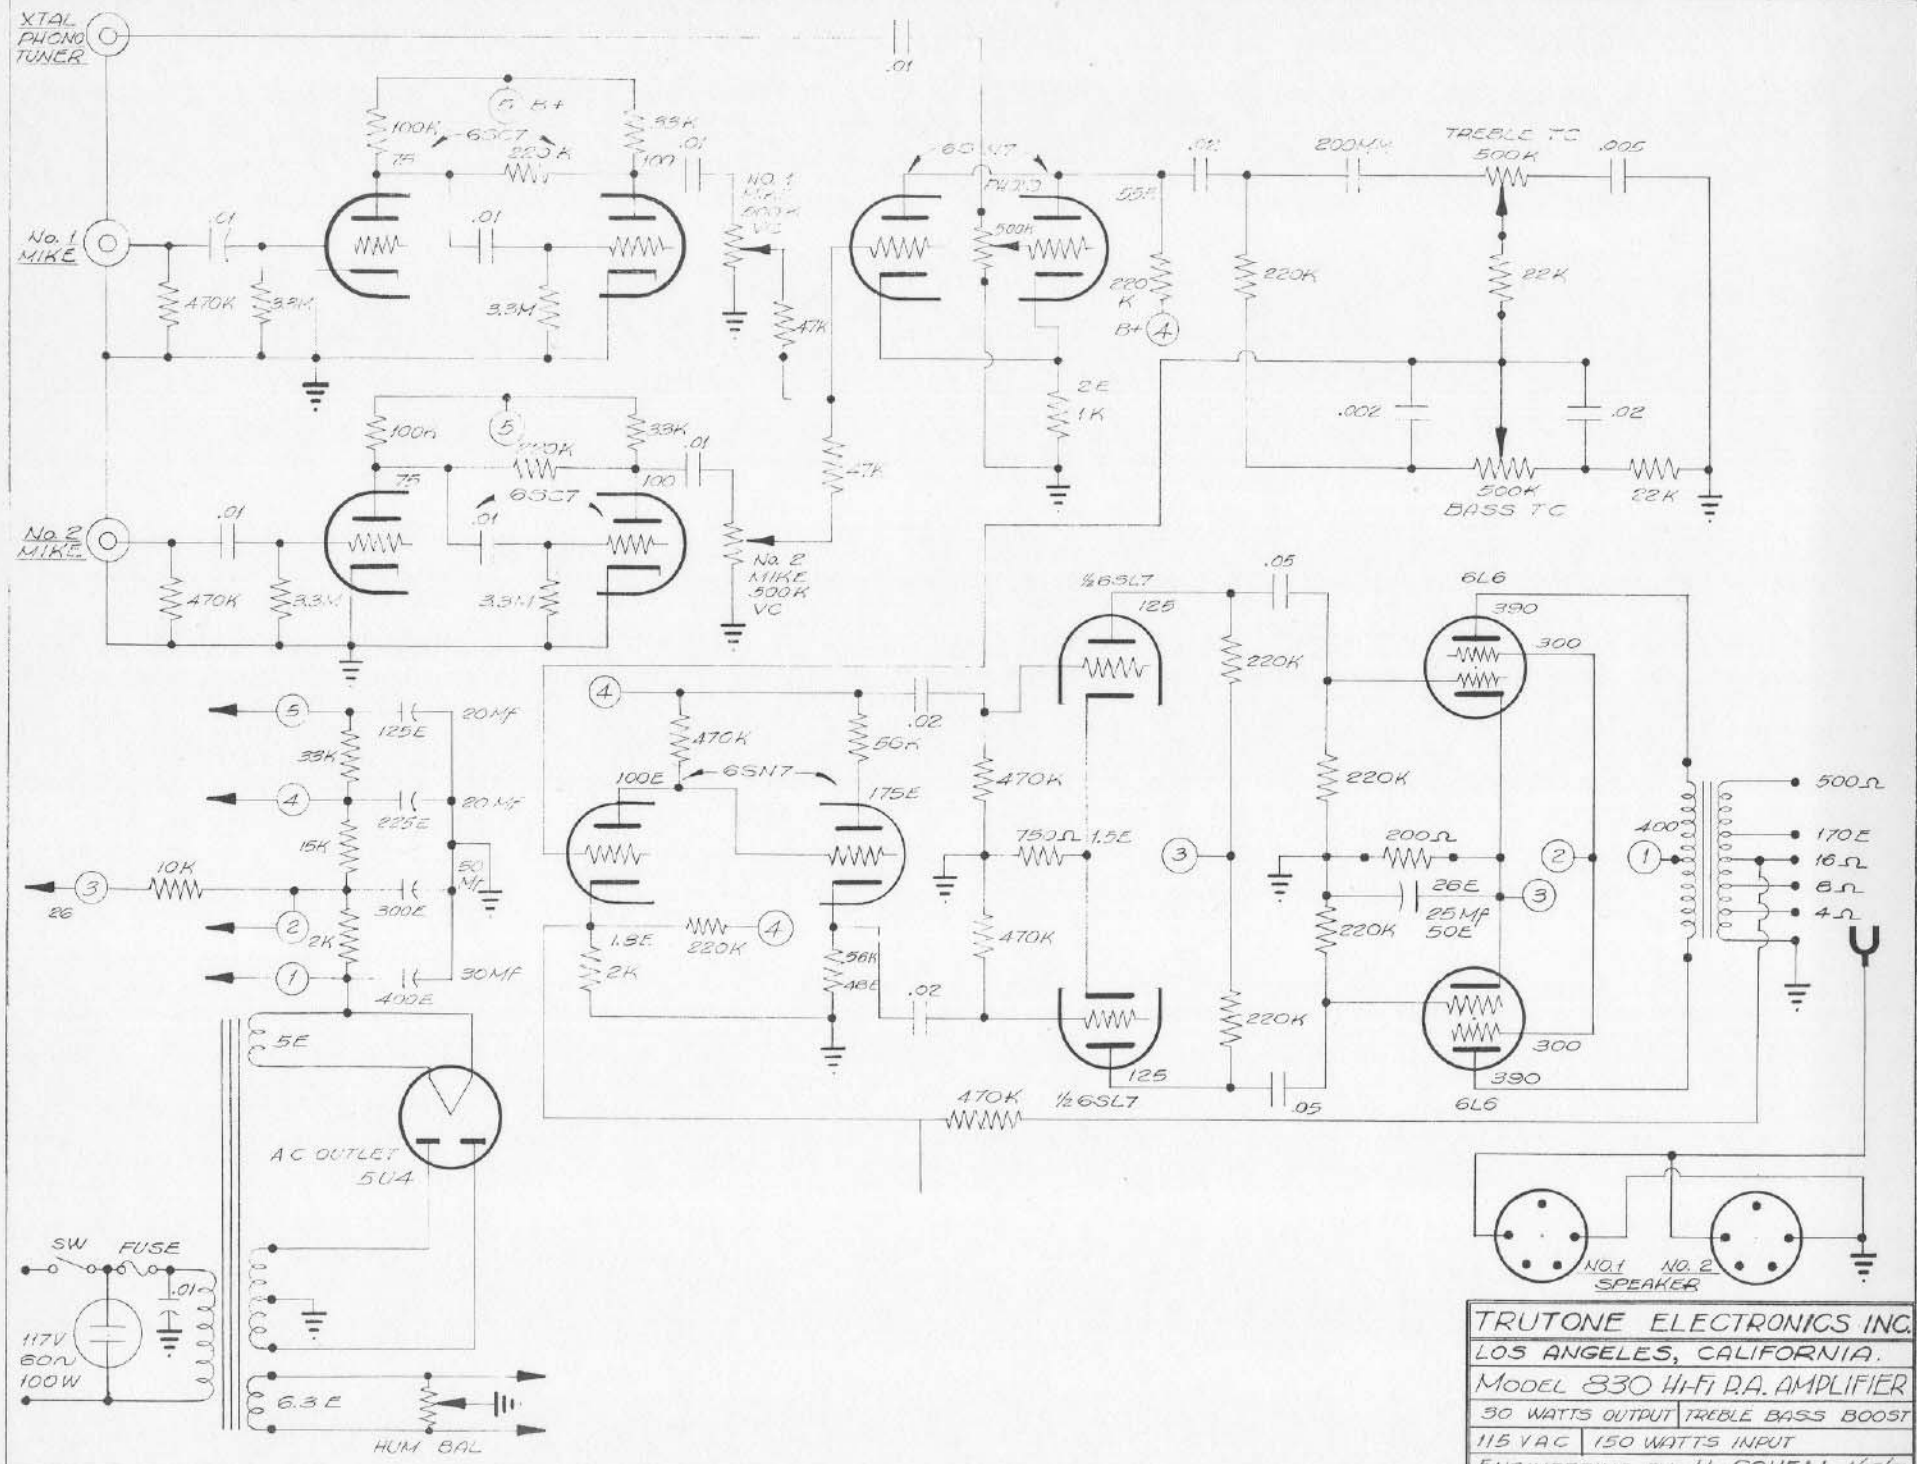 XTAL
PHONO
TUNER
.01
5 B+
100K
33K
6SC7
220K
75
100
.01
No. 1
MIKE
.01
470K
3.3M
.01
3.3M
NO. 1
500K
VC
47K
PHONO
500K
55E
220
K
B+ 4
2E
1K
220K
200MM
TREBLE TC
500K
.005
22K
.002
.02
500K
BASS TC
22K
5
100K
33K
220K
75
6SC7
100
.01
47K
No. 2
MIKE
.01
470K
3.3M
.01
3.3M
No. 2
MIKE
500K
VC
5
125E
20Mf
33K
4
225E
20Mf
15K
50
Mf
3
26
10K
300E
2
2K
1
400E
30Mf
4
470K
56K
.02
100E
6SN7
175E
1.8E
2K
220K
4
56K
48E
.02
470K
470K
750Ω
1.5E
½6SL7
125
220K
.05
3
220K
125
½6SL7
.05
470K
6L6
390
300
220K
200Ω
26E
25Mf
50E
220K
2
3
300
390
6L6
400
1
500Ω
170E
16Ω
8Ω
4Ω
5E
AC OUTLET
5U4
SW
FUSE
.01
117V
60~
100W
6.3E
HUM BAL
NO.1
NO. 2
SPEAKER
TRUTONE ELECTRONICS INC.
LOS ANGELES, CALIFORNIA.
MODEL 830 HI-FI P.A. AMPLIFIER
30 WATTS OUTPUT TREBLE BASS BOOST
115 VAC 150 WATTS INPUT